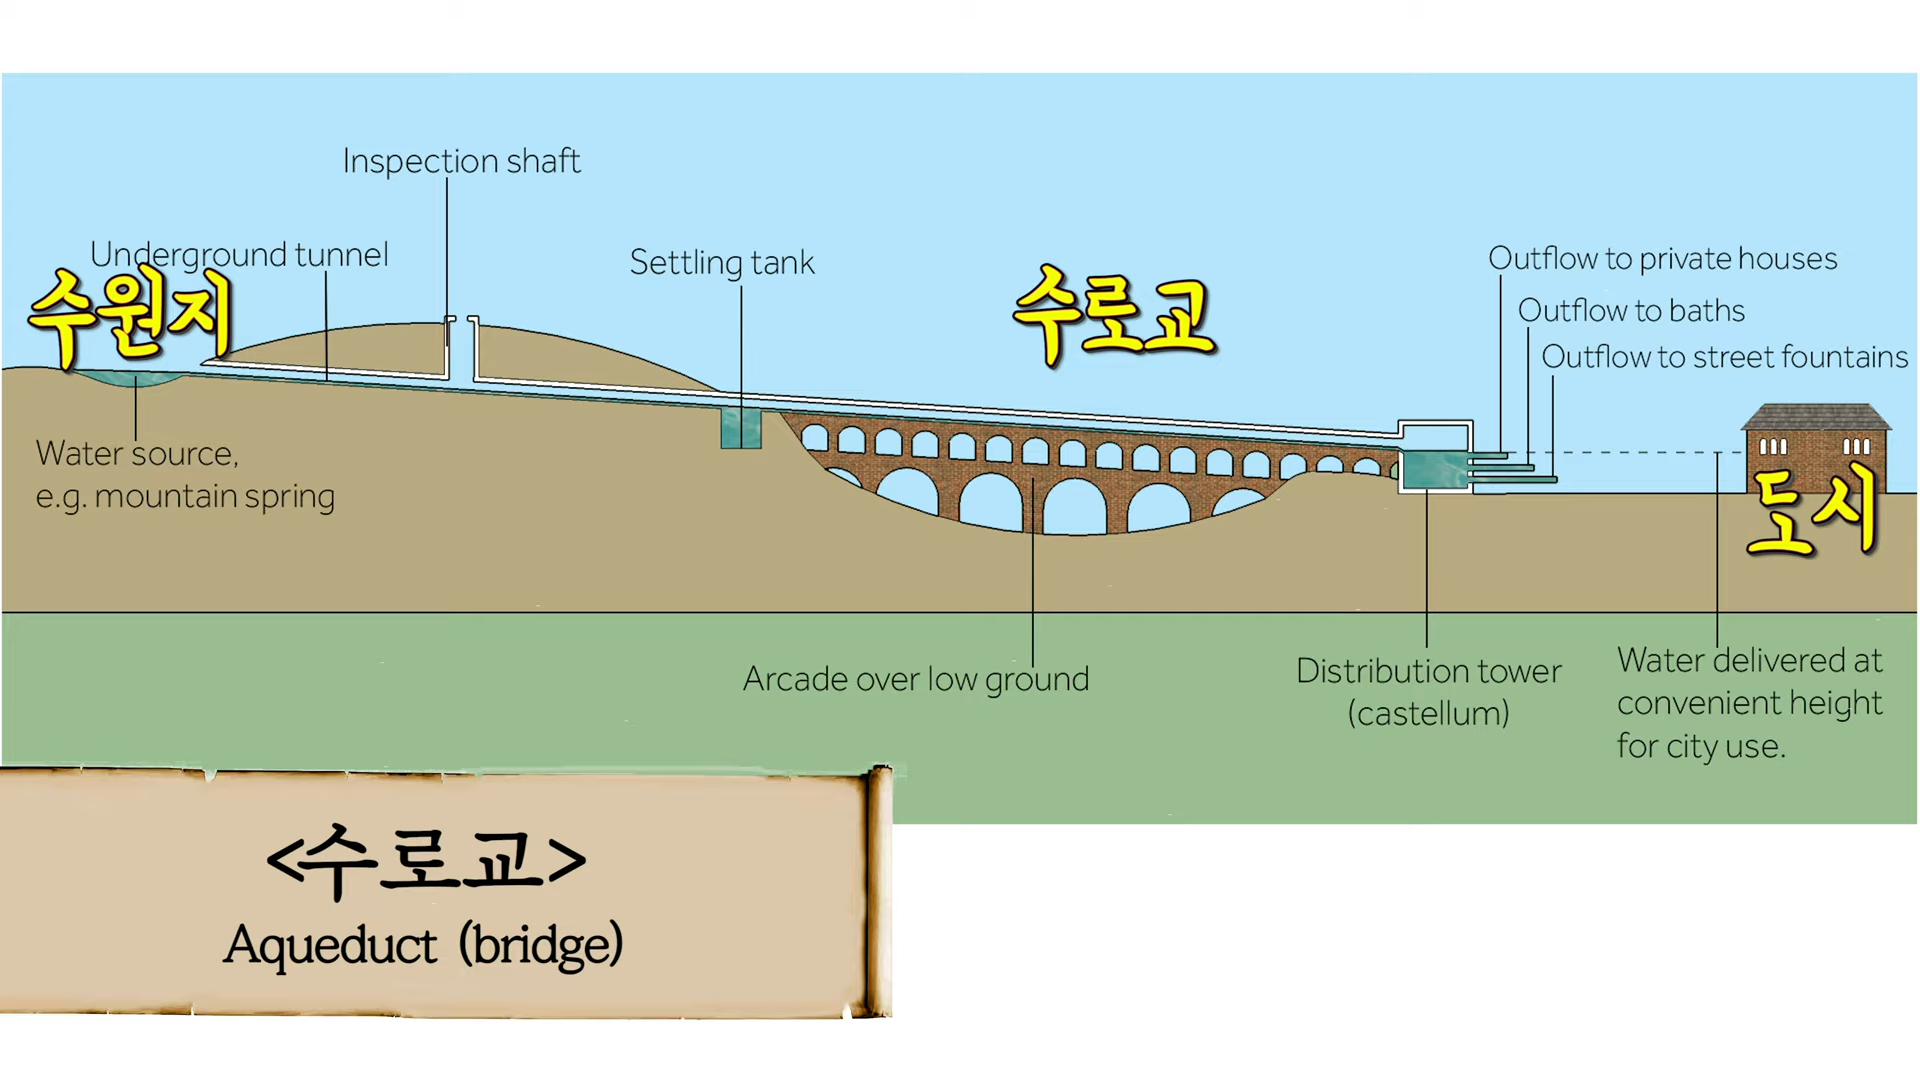 Inspection shaft
Underground tunnel
수원지
Settling tank
수로교
Outflow to private houses
Outflow to baths
Outflow to street fountains
Water source,
e.g. mountain spring
도시
Arcade over low ground
Distribution tower
(castellum)
Water delivered at
convenient height
for city use.
<수로교>
Aqueduct (bridge)